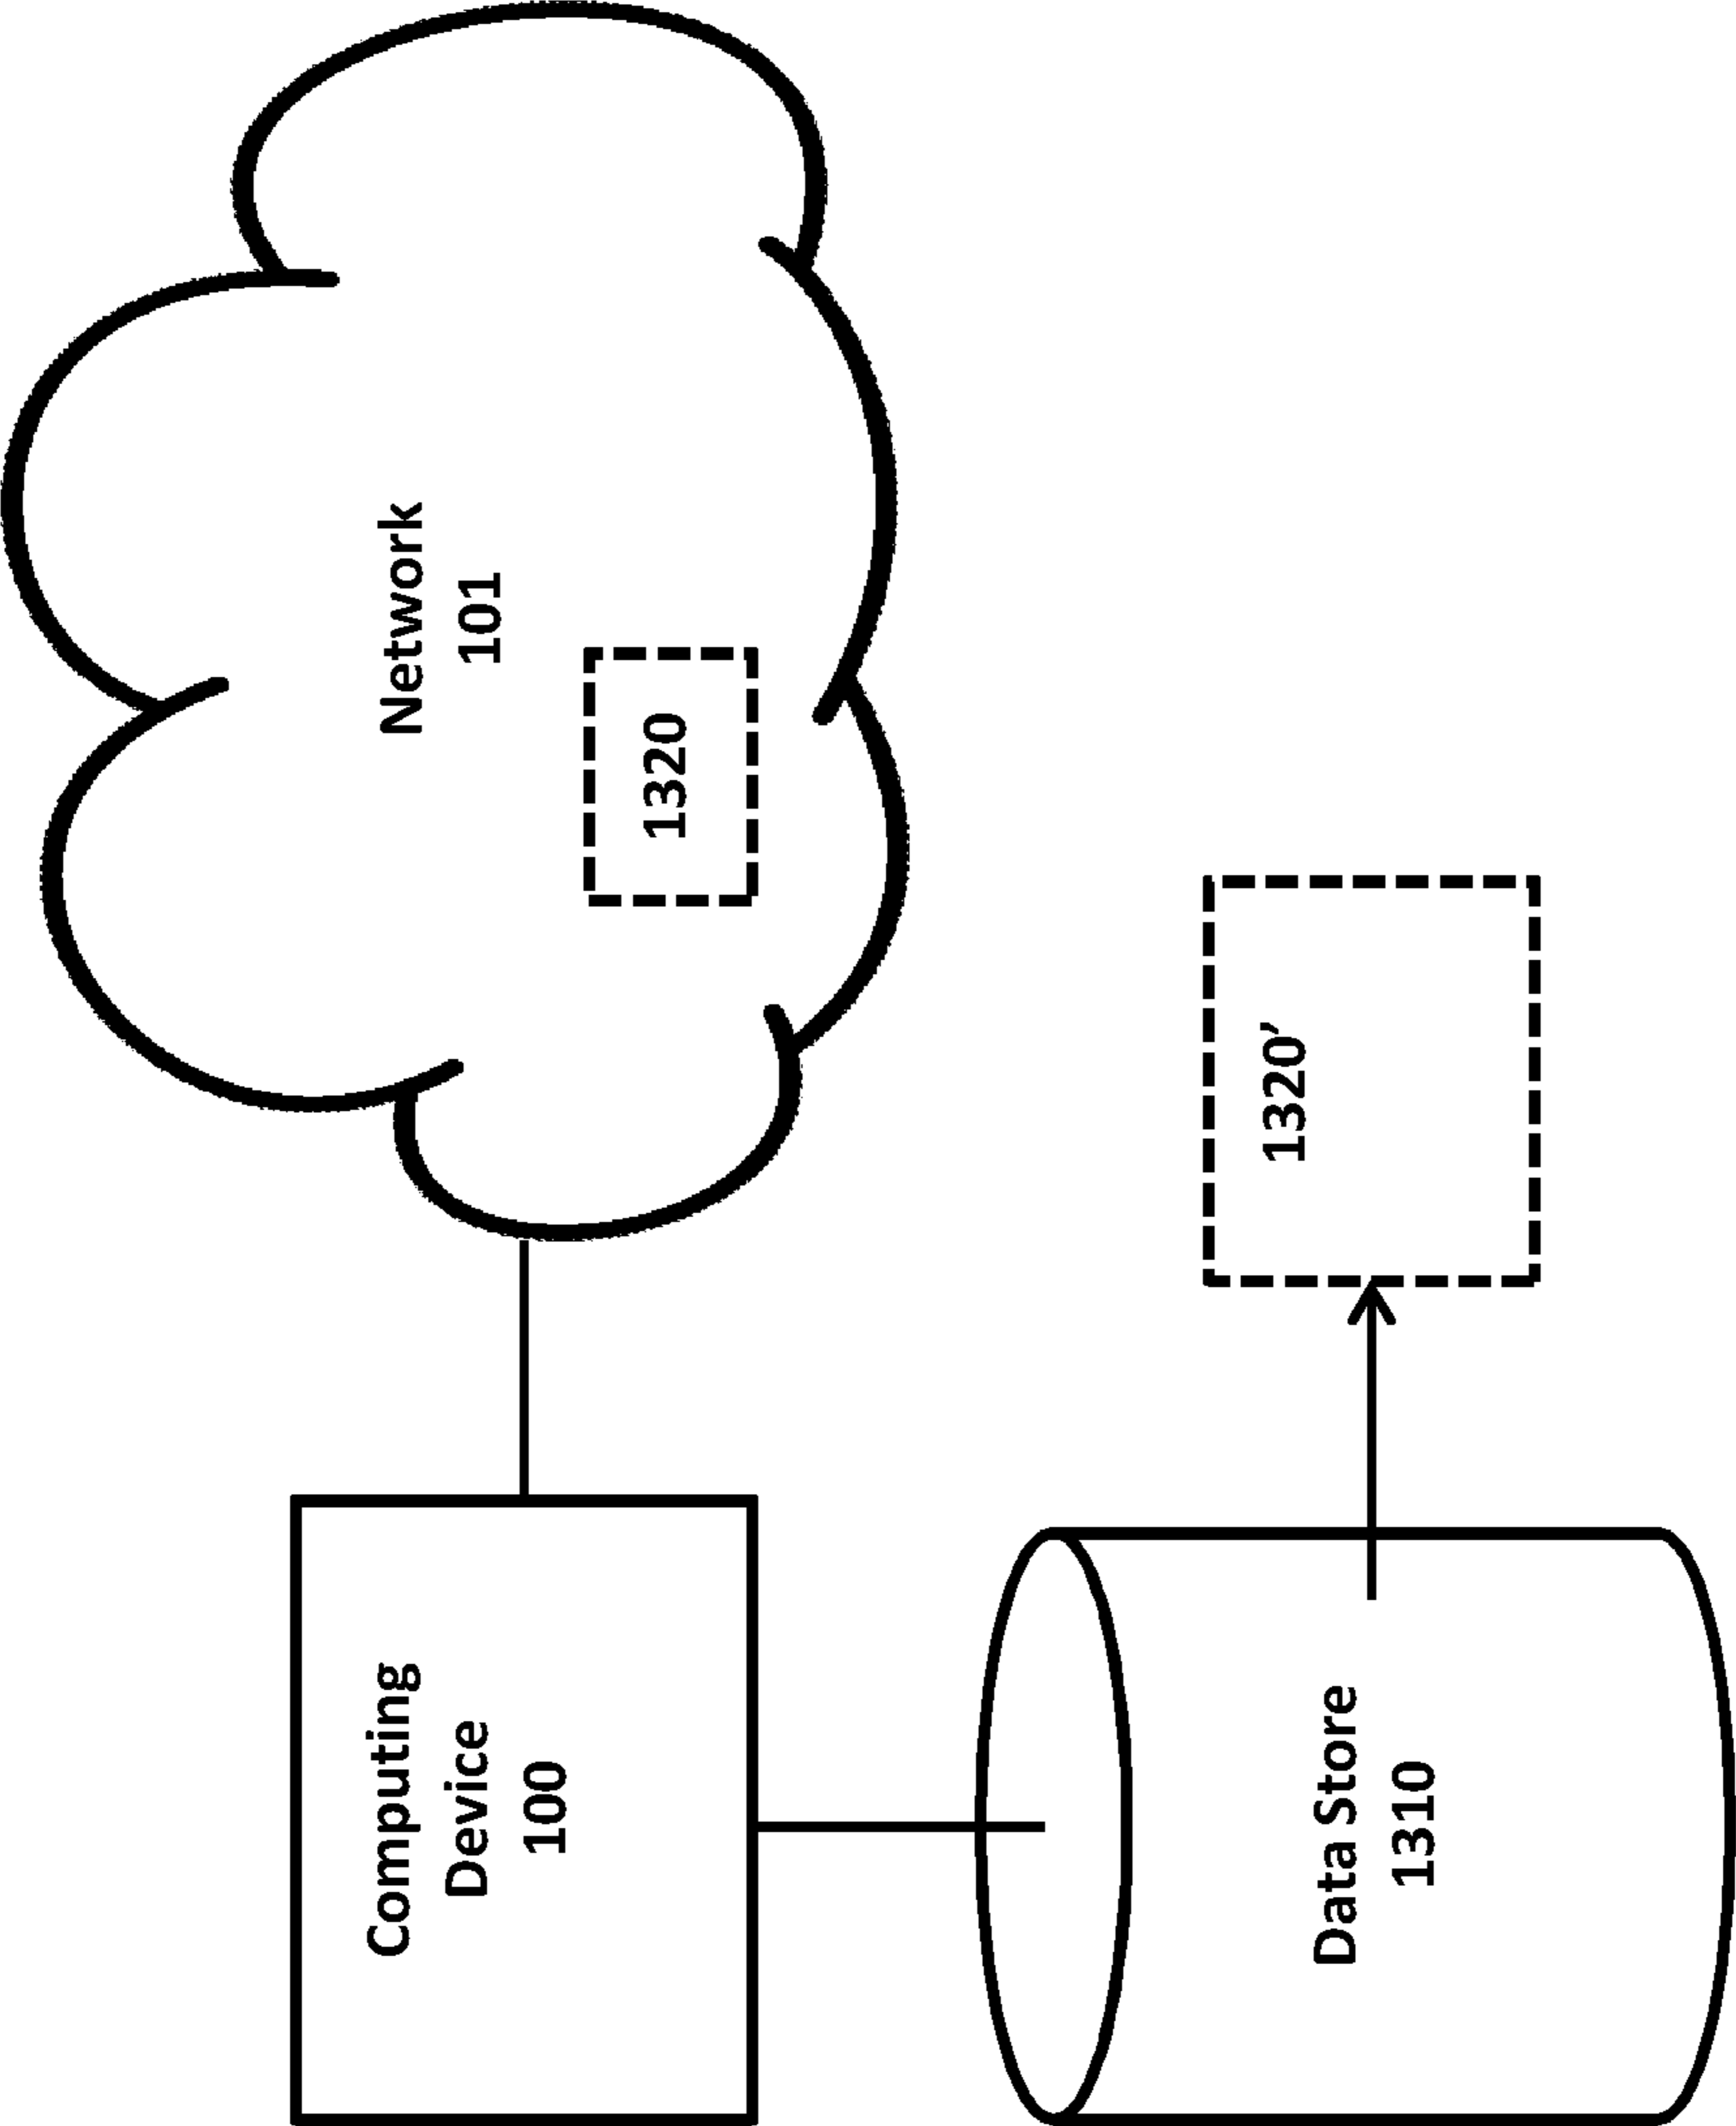 Computing
Device
100
Network
101
1320
Data Store
1310
1320′